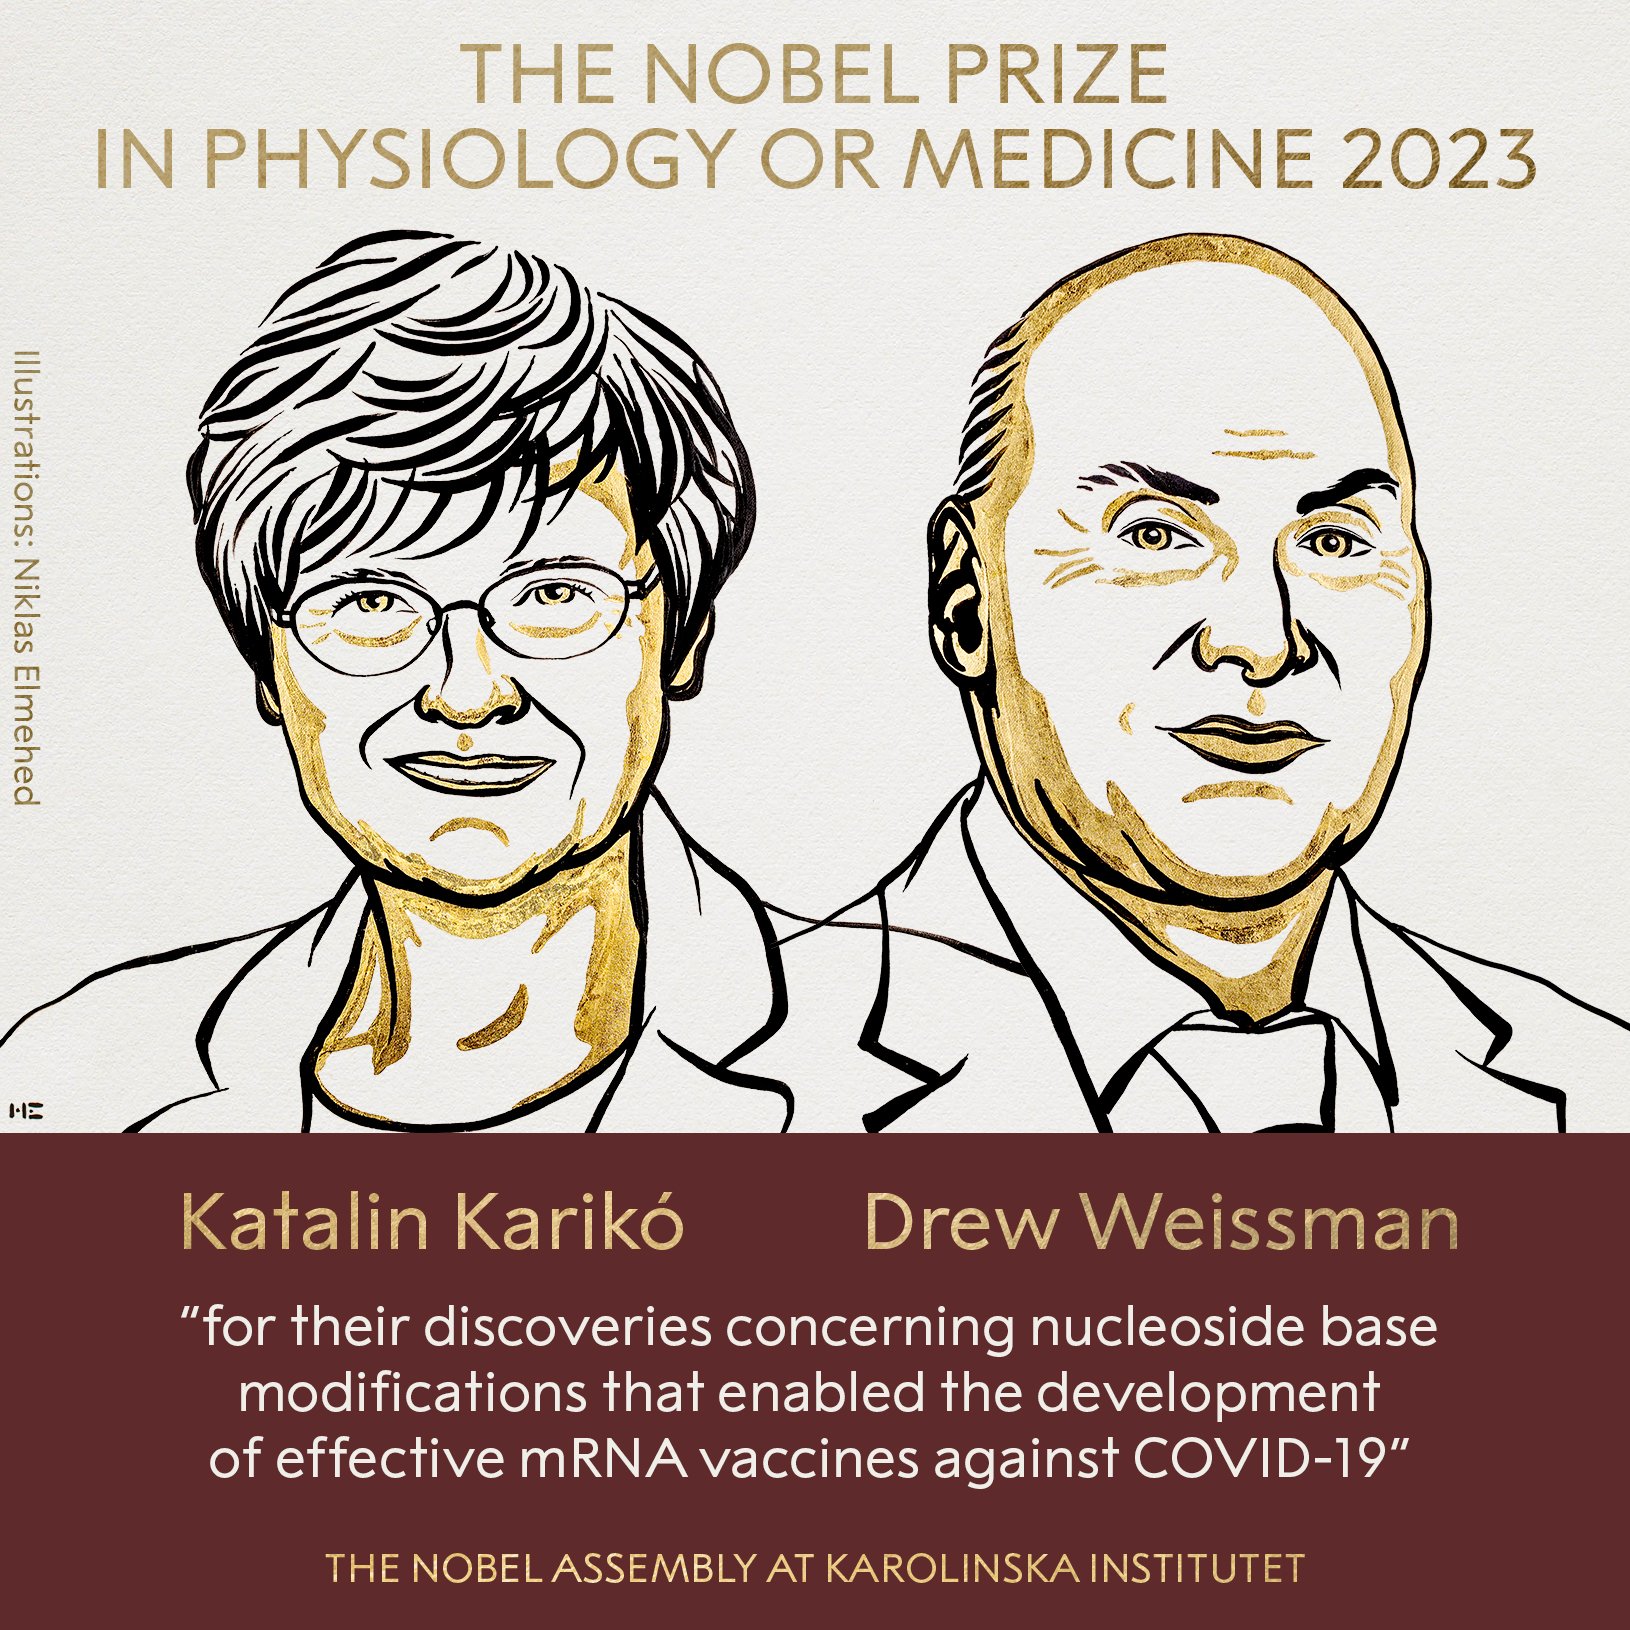 THE NOBEL PRIZE
IN PHYSIOLOGY OR MEDICINE 2023
Illustrations: Niklas Elmehed
Katalin Karikó
Drew Weissman
“for their discoveries concerning nucleoside base
modifications that enabled the development
of effective mRNA vaccines against COVID-19”
THE NOBEL ASSEMBLY AT KAROLINSKA INSTITUTET